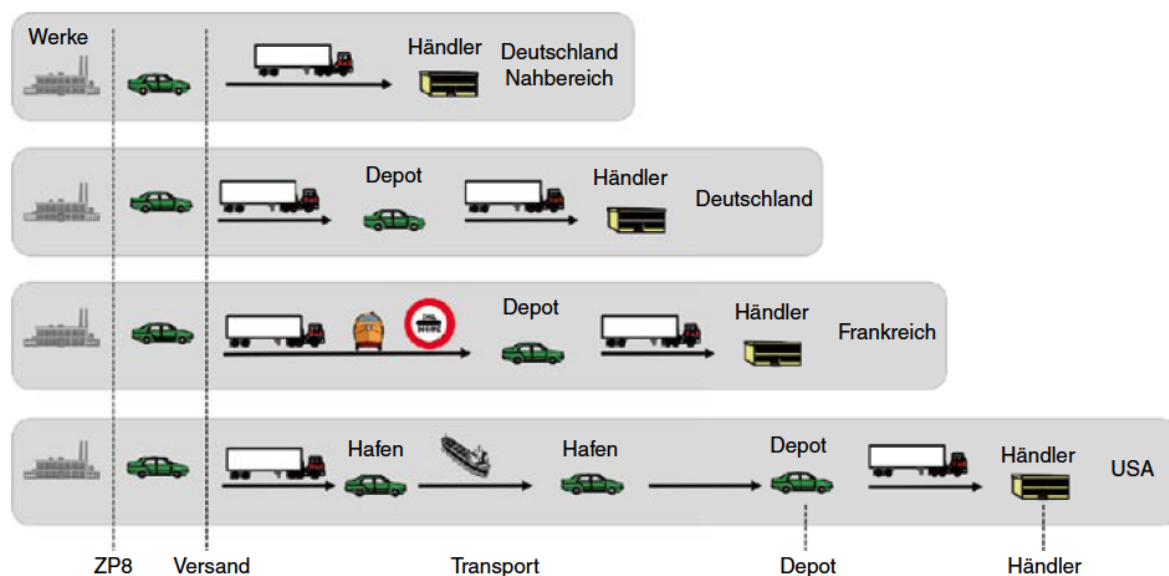 Werke
Händler
Deutschland
Nahbereich
Depot
Händler
Deutschland
Depot
Händler
Frankreich
Hafen
Hafen
Depot
Händler
USA
ZP8
Versand
Transport
Depot
Händler